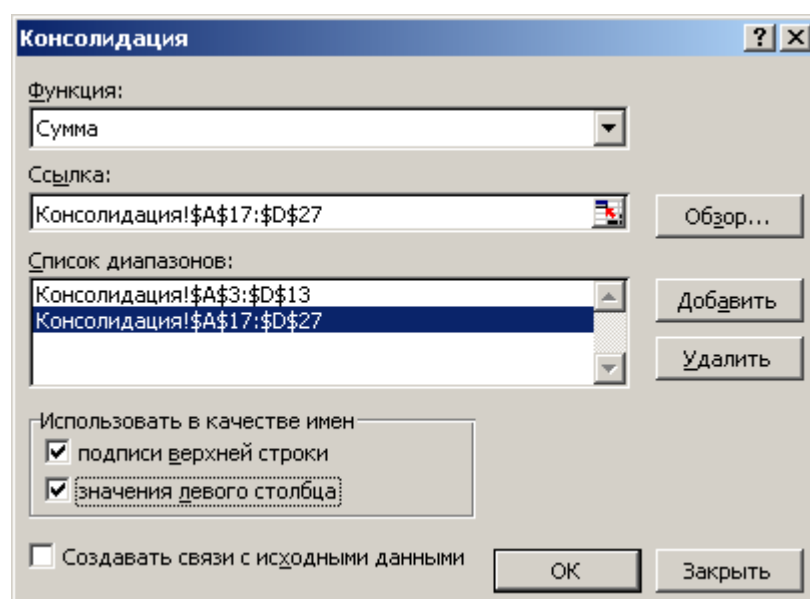 Консолидация
Функция:
Сумма
Ссылка:
Консолидация!$A$17:$D$27
Обзор...
Список диапазонов:
Консолидация!$A$3:$D$13
Консолидация!$A$17:$D$27
Добавить
Удалить
Использовать в качестве имен
подписи верхней строки
значения левого столбца
Создавать связи с исходными данными
ОК
Закрыть